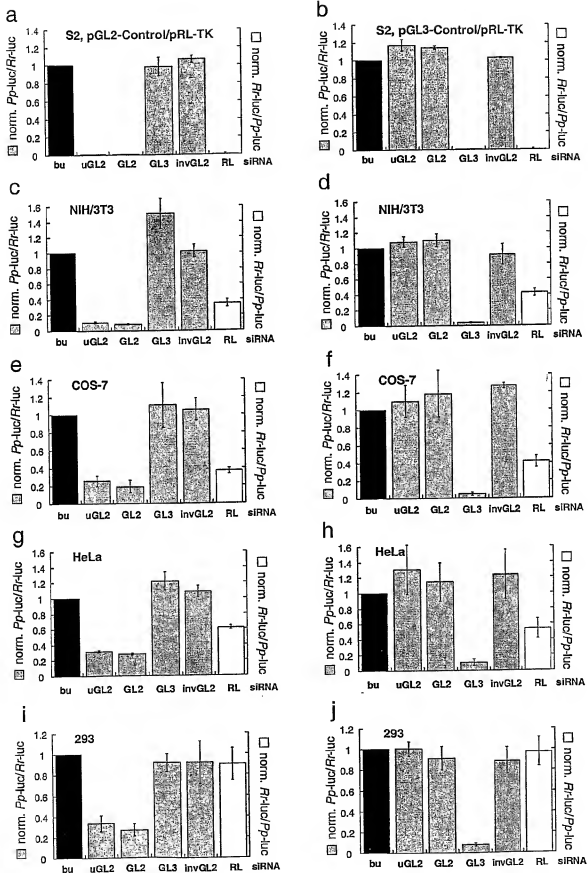 a
S2, pGL2-Control/pRL-TK
norm. Pp-luc/Rr-luc
1.4
1.2
1
0.8
0.6
0.4
0.2
0
norm. Rr-luc/Pp-luc
bu uGL2 GL2 GL3 invGL2 RL siRNA
b
S2, pGL3-Control/pRL-TK
norm. Pp-luc/Rr-luc
1.4
1.2
1
0.8
0.6
0.4
0.2
0
norm. Rr-luc/Pp-luc
bu uGL2 GL2 GL3 invGL2 RL siRNA
c
NIH/3T3
norm. Pp-luc/Rr-luc
1.6
1.4
1.2
1
0.8
0.6
0.4
0.2
0
norm. Rr-luc/Pp-luc
bu uGL2 GL2 GL3 invGL2 RL siRNA
d
NIH/3T3
norm. Pp-luc/Rr-luc
1.6
1.4
1.2
1
0.8
0.6
0.4
0.2
0
norm. Rr-luc/Pp-luc
bu uGL2 GL2 GL3 invGL2 RL siRNA
e
COS-7
norm. Pp-luc/Rr-luc
1.4
1.2
1
0.8
0.6
0.4
0.2
0
norm. Rr-luc/Pp-luc
bu uGL2 GL2 GL3 invGL2 RL siRNA
f
COS-7
norm. Pp-luc/Rr-luc
1.4
1.2
1
0.8
0.6
0.4
0.2
0
norm. Rr-luc/Pp-luc
bu uGL2 GL2 GL3 invGL2 RL siRNA
g
HeLa
norm. Pp-luc/Rr-luc
1.6
1.4
1.2
1
0.8
0.6
0.4
0.2
0
norm. Rr-luc/Pp-luc
bu uGL2 GL2 GL3 invGL2 RL siRNA
h
HeLa
norm. Pp-luc/Rr-luc
1.6
1.4
1.2
1
0.8
0.6
0.4
0.2
0
norm. Rr-luc/Pp-luc
bu uGL2 GL2 GL3 invGL2 RL siRNA
i
293
norm. Pp-luc/Rr-luc
1.2
1
0.8
0.6
0.4
0.2
0
norm. Rr-luc/Pp-luc
bu uGL2 GL2 GL3 invGL2 RL siRNA
j
293
norm. Pp-luc/Rr-luc
1.2
1
0.8
0.6
0.4
0.2
0
norm. Rr-luc/Pp-luc
bu uGL2 GL2 GL3 invGL2 RL siRNA